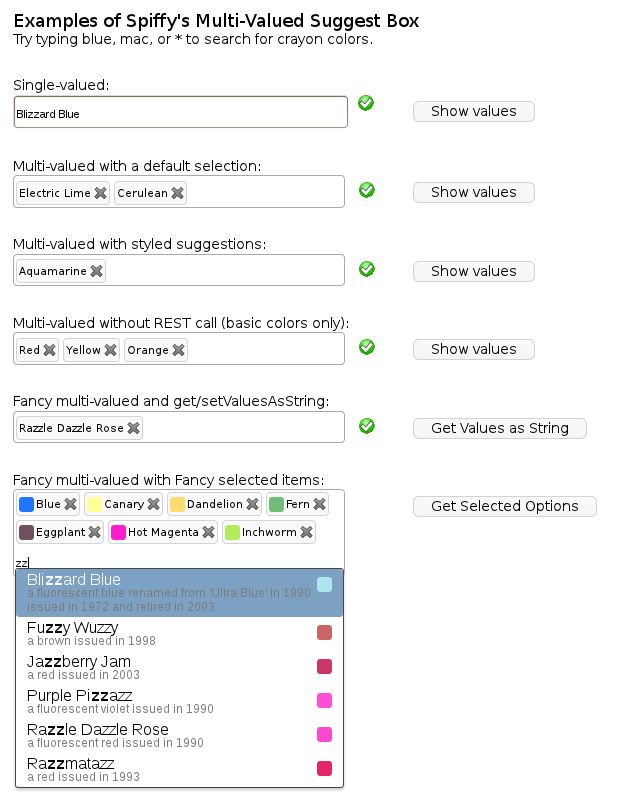 Examples of Spiffy's Multi-Valued Suggest Box
Try typing blue, mac, or * to search for crayon colors.
Single-valued:
Blizzard Blue
Show values
Multi-valued with a default selection:
Electric Lime Cerulean
Show values
Multi-valued with styled suggestions:
Aquamarine
Show values
Multi-valued without REST call (basic colors only):
Red Yellow Orange
Show values
Fancy multi-valued and get/setValuesAsString:
Razzle Dazzle Rose
Get Values as String
Fancy multi-valued with Fancy selected items:
Blue Canary Dandelion Fern
Get Selected Options
Eggplant Hot Magenta Inchworm
zz
Blizzard Blue
a fluorescent blue renamed from 'Ultra Blue' in 1990
issued in 1972 and retired in 2003
Fuzzy Wuzzy
a brown issued in 1998
Jazzberry Jam
a red issued in 2003
Purple Pizzazz
a fluorescent violet issued in 1990
Razzle Dazzle Rose
a fluorescent red issued in 1990
Razzmatazz
a red issued in 1993